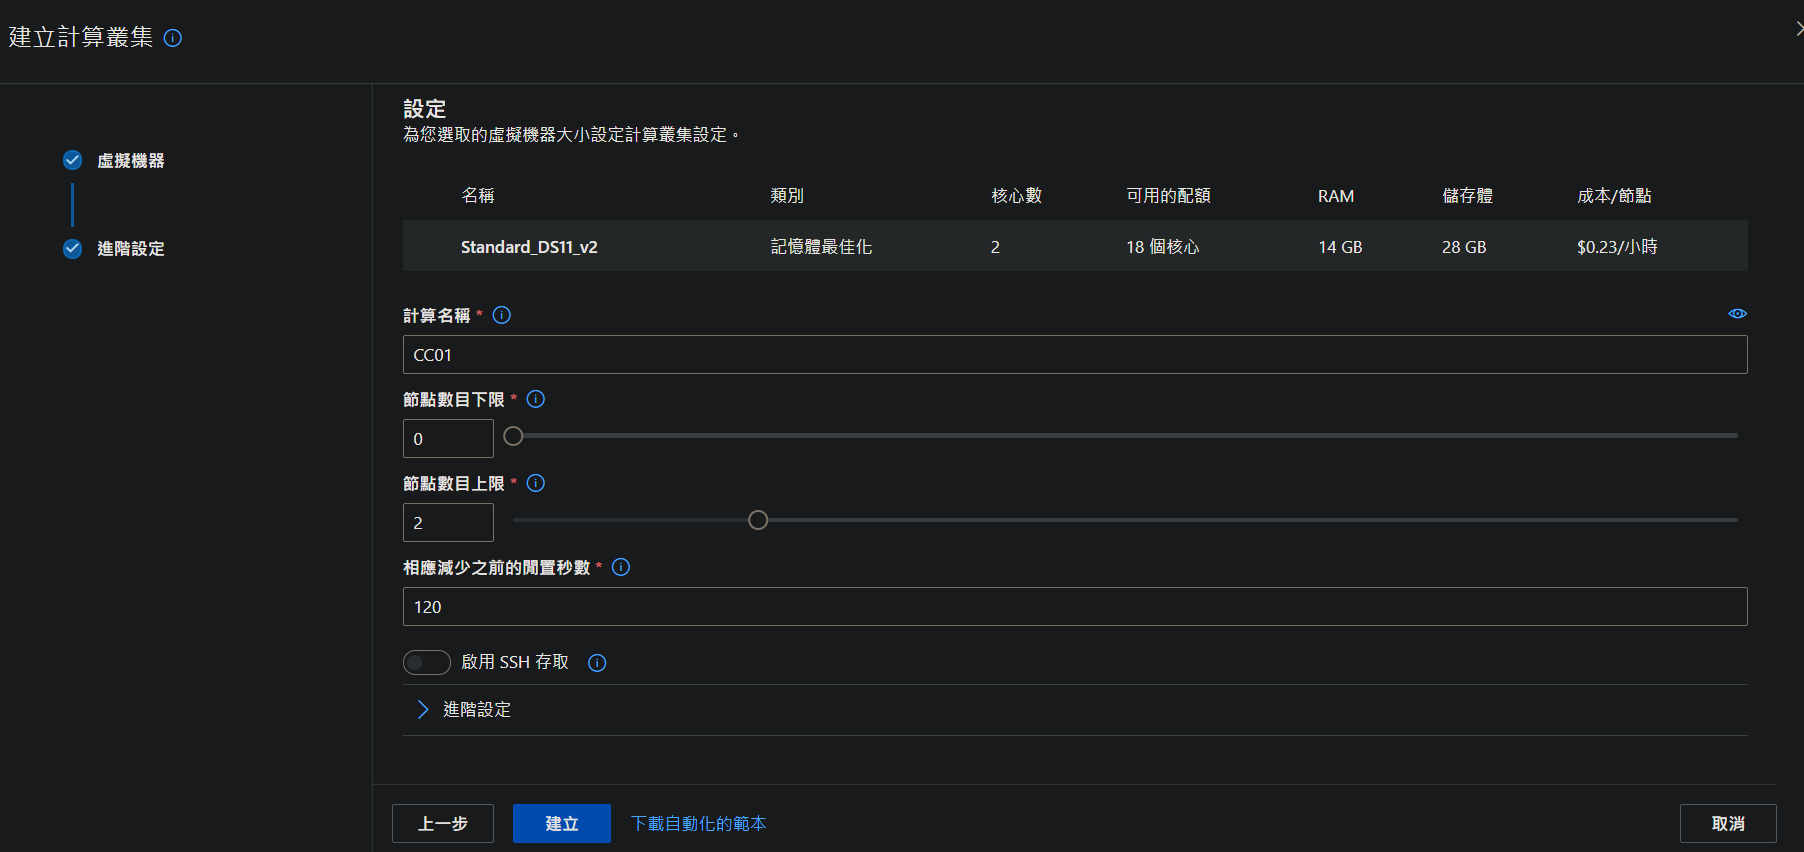 建立計算叢集
虛擬機器
進階設定
設定
為您選取的虛擬機器大小設定計算叢集設定。
名稱 類別 核心數 可用的配額 RAM 儲存體 成本/節點
Standard_DS11_v2 記憶體最佳化 2 18 個核心 14 GB 28 GB $0.23/小時
計算名稱 *
CC01
節點數目下限 *
0
節點數目上限 *
2
相應減少之前的閒置秒數 *
120
啟用 SSH 存取
進階設定
上一步 建立 下載自動化的範本 取消